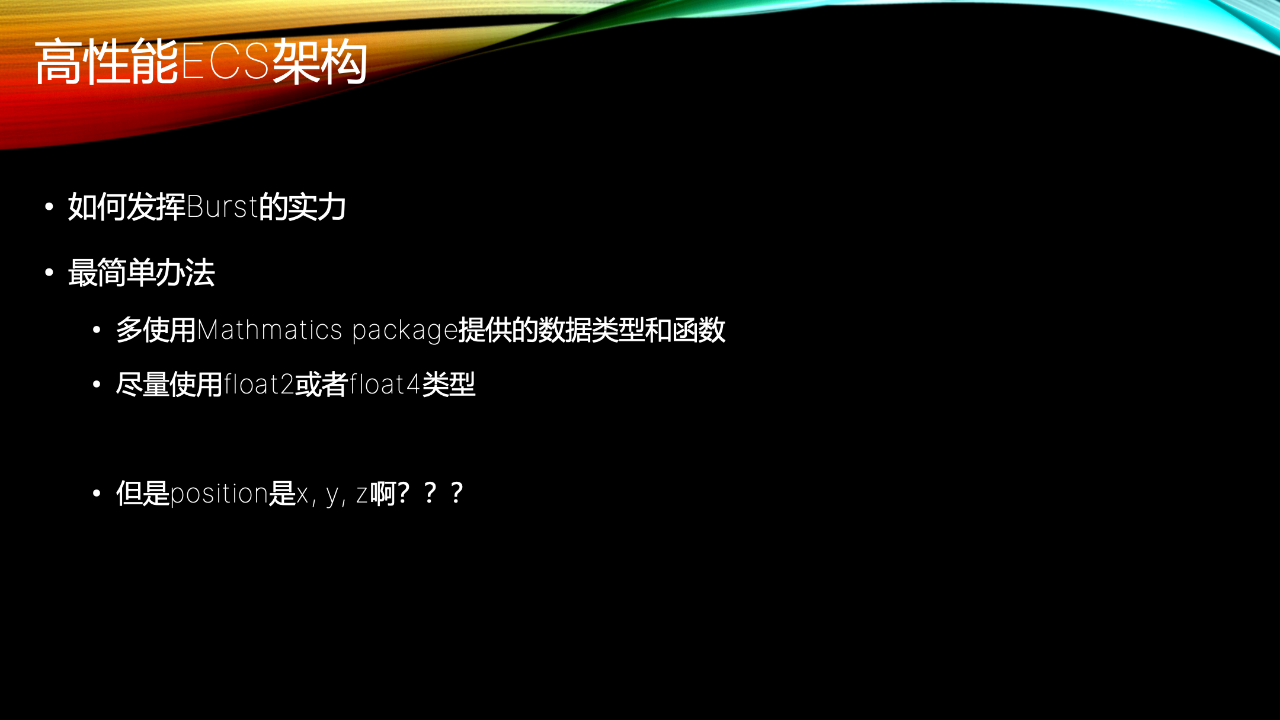 高性能ECS架构
• 如何发挥Burst的实力
• 最简单办法
• 多使用Mathmatics package提供的数据类型和函数
• 尽量使用float2或者float4类型
• 但是position是x, y, z啊？？？